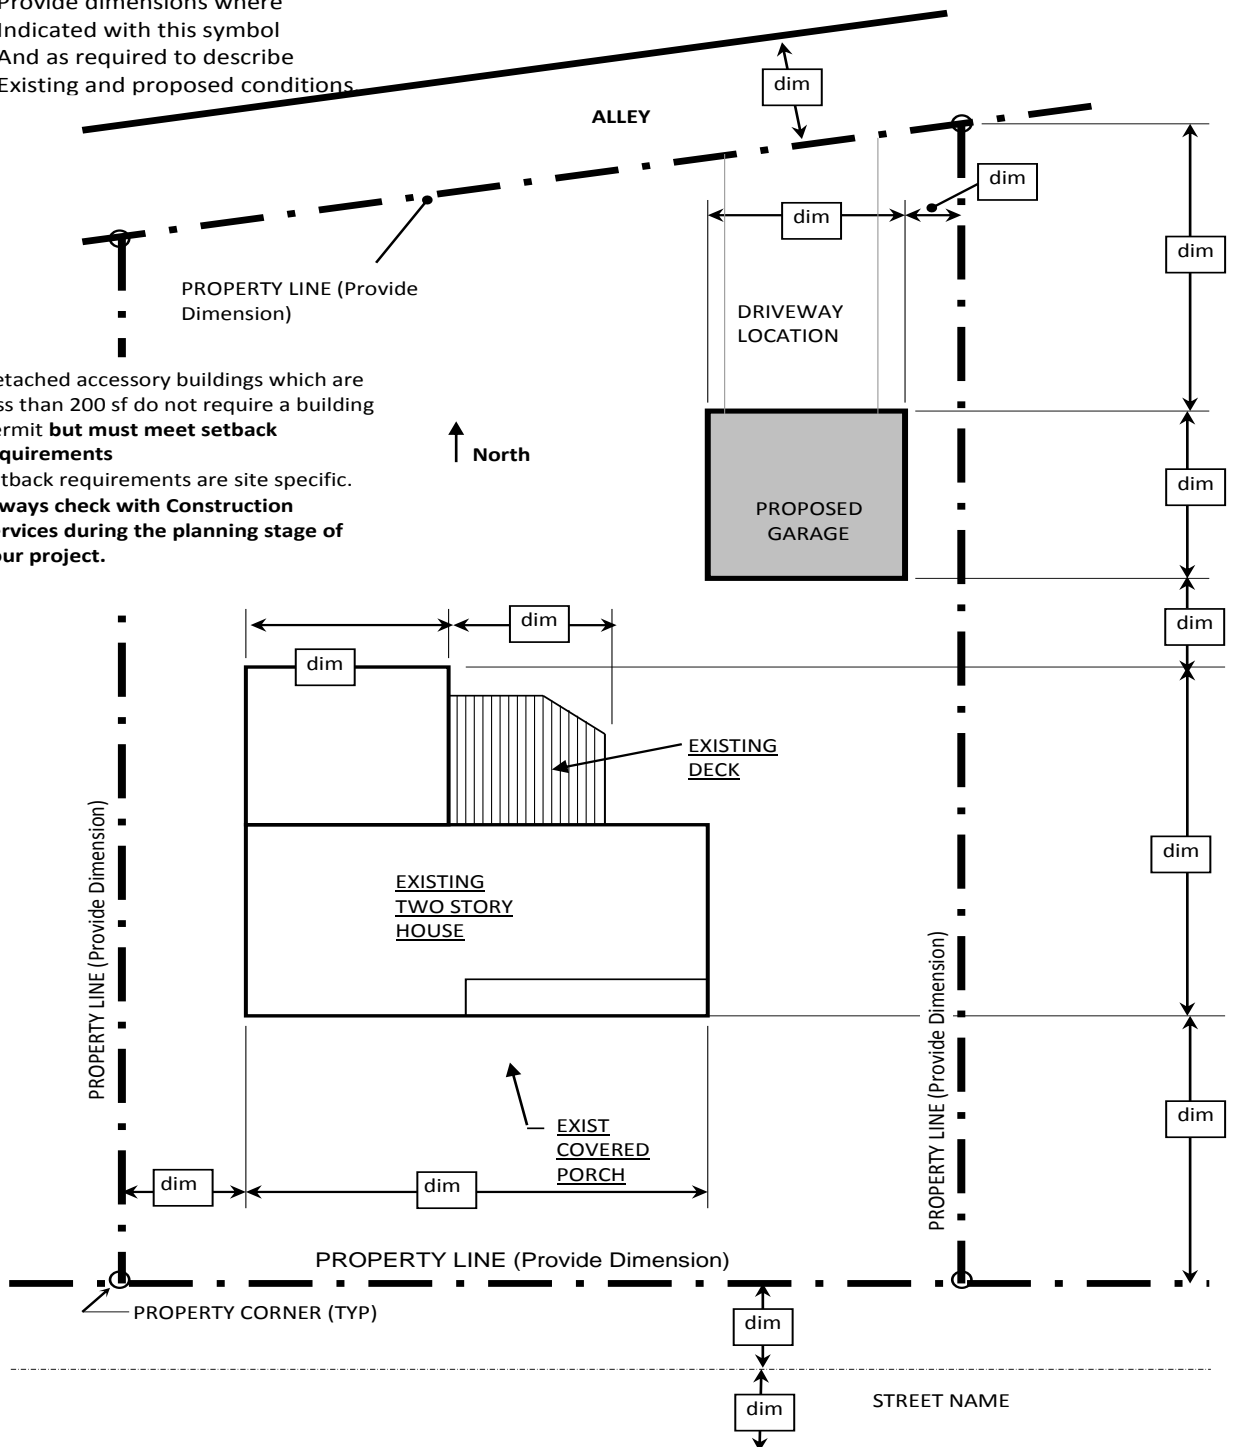 Provide dimensions where
Indicated with this symbol
And as required to describe
Existing and proposed conditions
dim
ALLEY
dim
dim
dim
PROPERTY LINE (Provide
Dimension)
DRIVEWAY
LOCATION
etached accessory buildings which are
ss than 200 sf do not require a building
ermit but must meet setback
quirements
tback requirements are site specific.
ways check with Construction
ervices during the planning stage of
our project.
North
PROPOSED
GARAGE
dim
dim
dim
dim
EXISTING
DECK
PROPERTY LINE (Provide Dimension)
dim
EXISTING
TWO STORY
HOUSE
PROPERTY LINE (Provide Dimension)
EXIST
COVERED
PORCH
dim
dim
dim
PROPERTY LINE (Provide Dimension)
PROPERTY CORNER (TYP)
dim
STREET NAME
dim